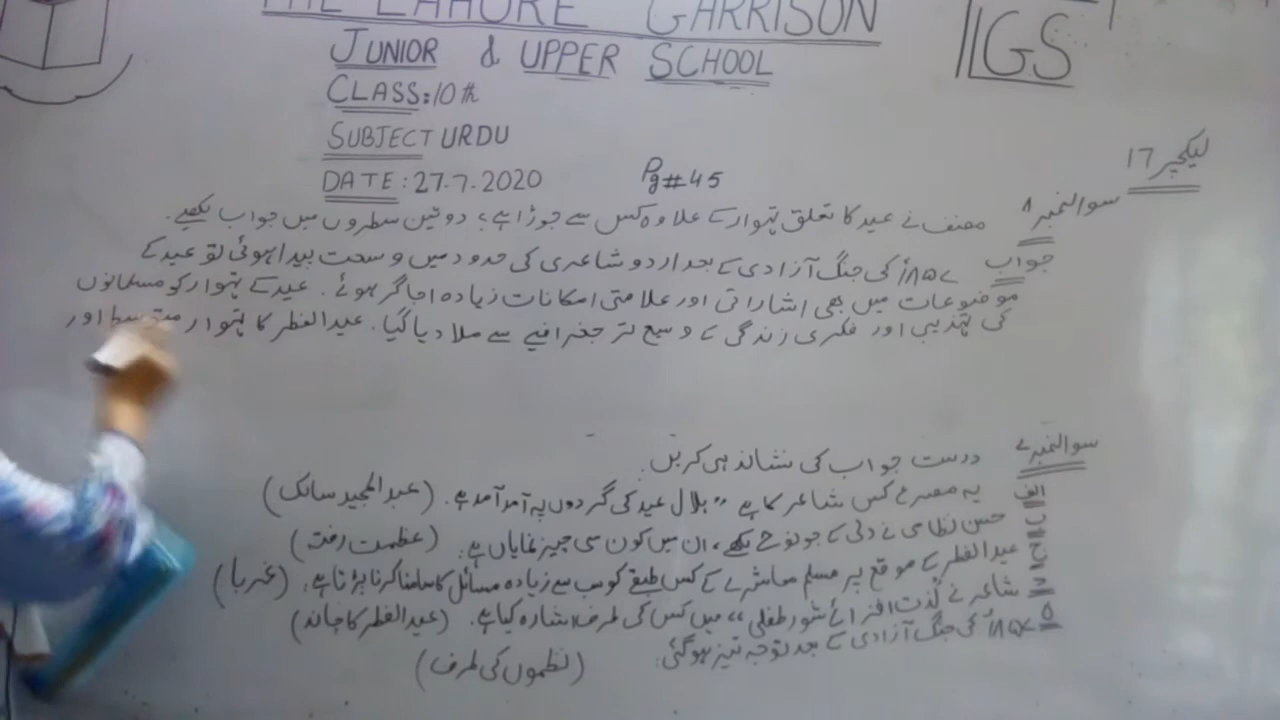 THE LAHORE GARRISON
LGS
JUNIOR & UPPER SCHOOL
CLASS: 10th
SUBJECT URDU
DATE: 27.7.2020 Pg#45
لیکچر 17
سوالنمبر ۸ مصنف نے عید کا تعلق تہوار کے علاوہ کس سے جوڑا ہے؟ دو تین سطروں میں جواب لکھیے۔
جواب ۱۸۵۷ء کی جنگ آزادی کے بعد اردو شاعری کی حدود میں وسعت پیدا ہوئی تو عید کے
موضوعات میں بھی اشاراتی اور علامتی امکانات زیادہ اجاگر ہوئے۔ عید کے تہوار کو مسلمانوں
کی تہذیبی اور فکری زندگی کے وسیع تر جغرافیے سے ملا دیا گیا۔ عید الفطر کا تہوار اور
سوالنمبر ۷ درست جواب کی نشاندہی کریں۔
الف یہ مصرع کس شاعر کا ہے "ہلال عید کی گردوں پہ آمد آمد ہے۔ (عبدالمجید سالک)
ب حسن نظامی نے دلی کے جو نوحے لکھے، ان میں کون سی چیز نمایاں ہے: (عظمت رفتہ)
ج عید الفطر کے موقع پر مسلم معاشرے کے کس طبقے کو سب سے زیادہ مسائل کا سامنا کرنا پڑتا ہے: (غربا)
د شاعر نے لذت افزائے شور طفلی" میں کس کی طرف اشارہ کیا ہے۔ (عید الفطر کا چاند)
ہ ۱۸۵۷ء کی جنگ آزادی کے بعد توجہ تیز ہو گئی: (نظموں کی طرف)